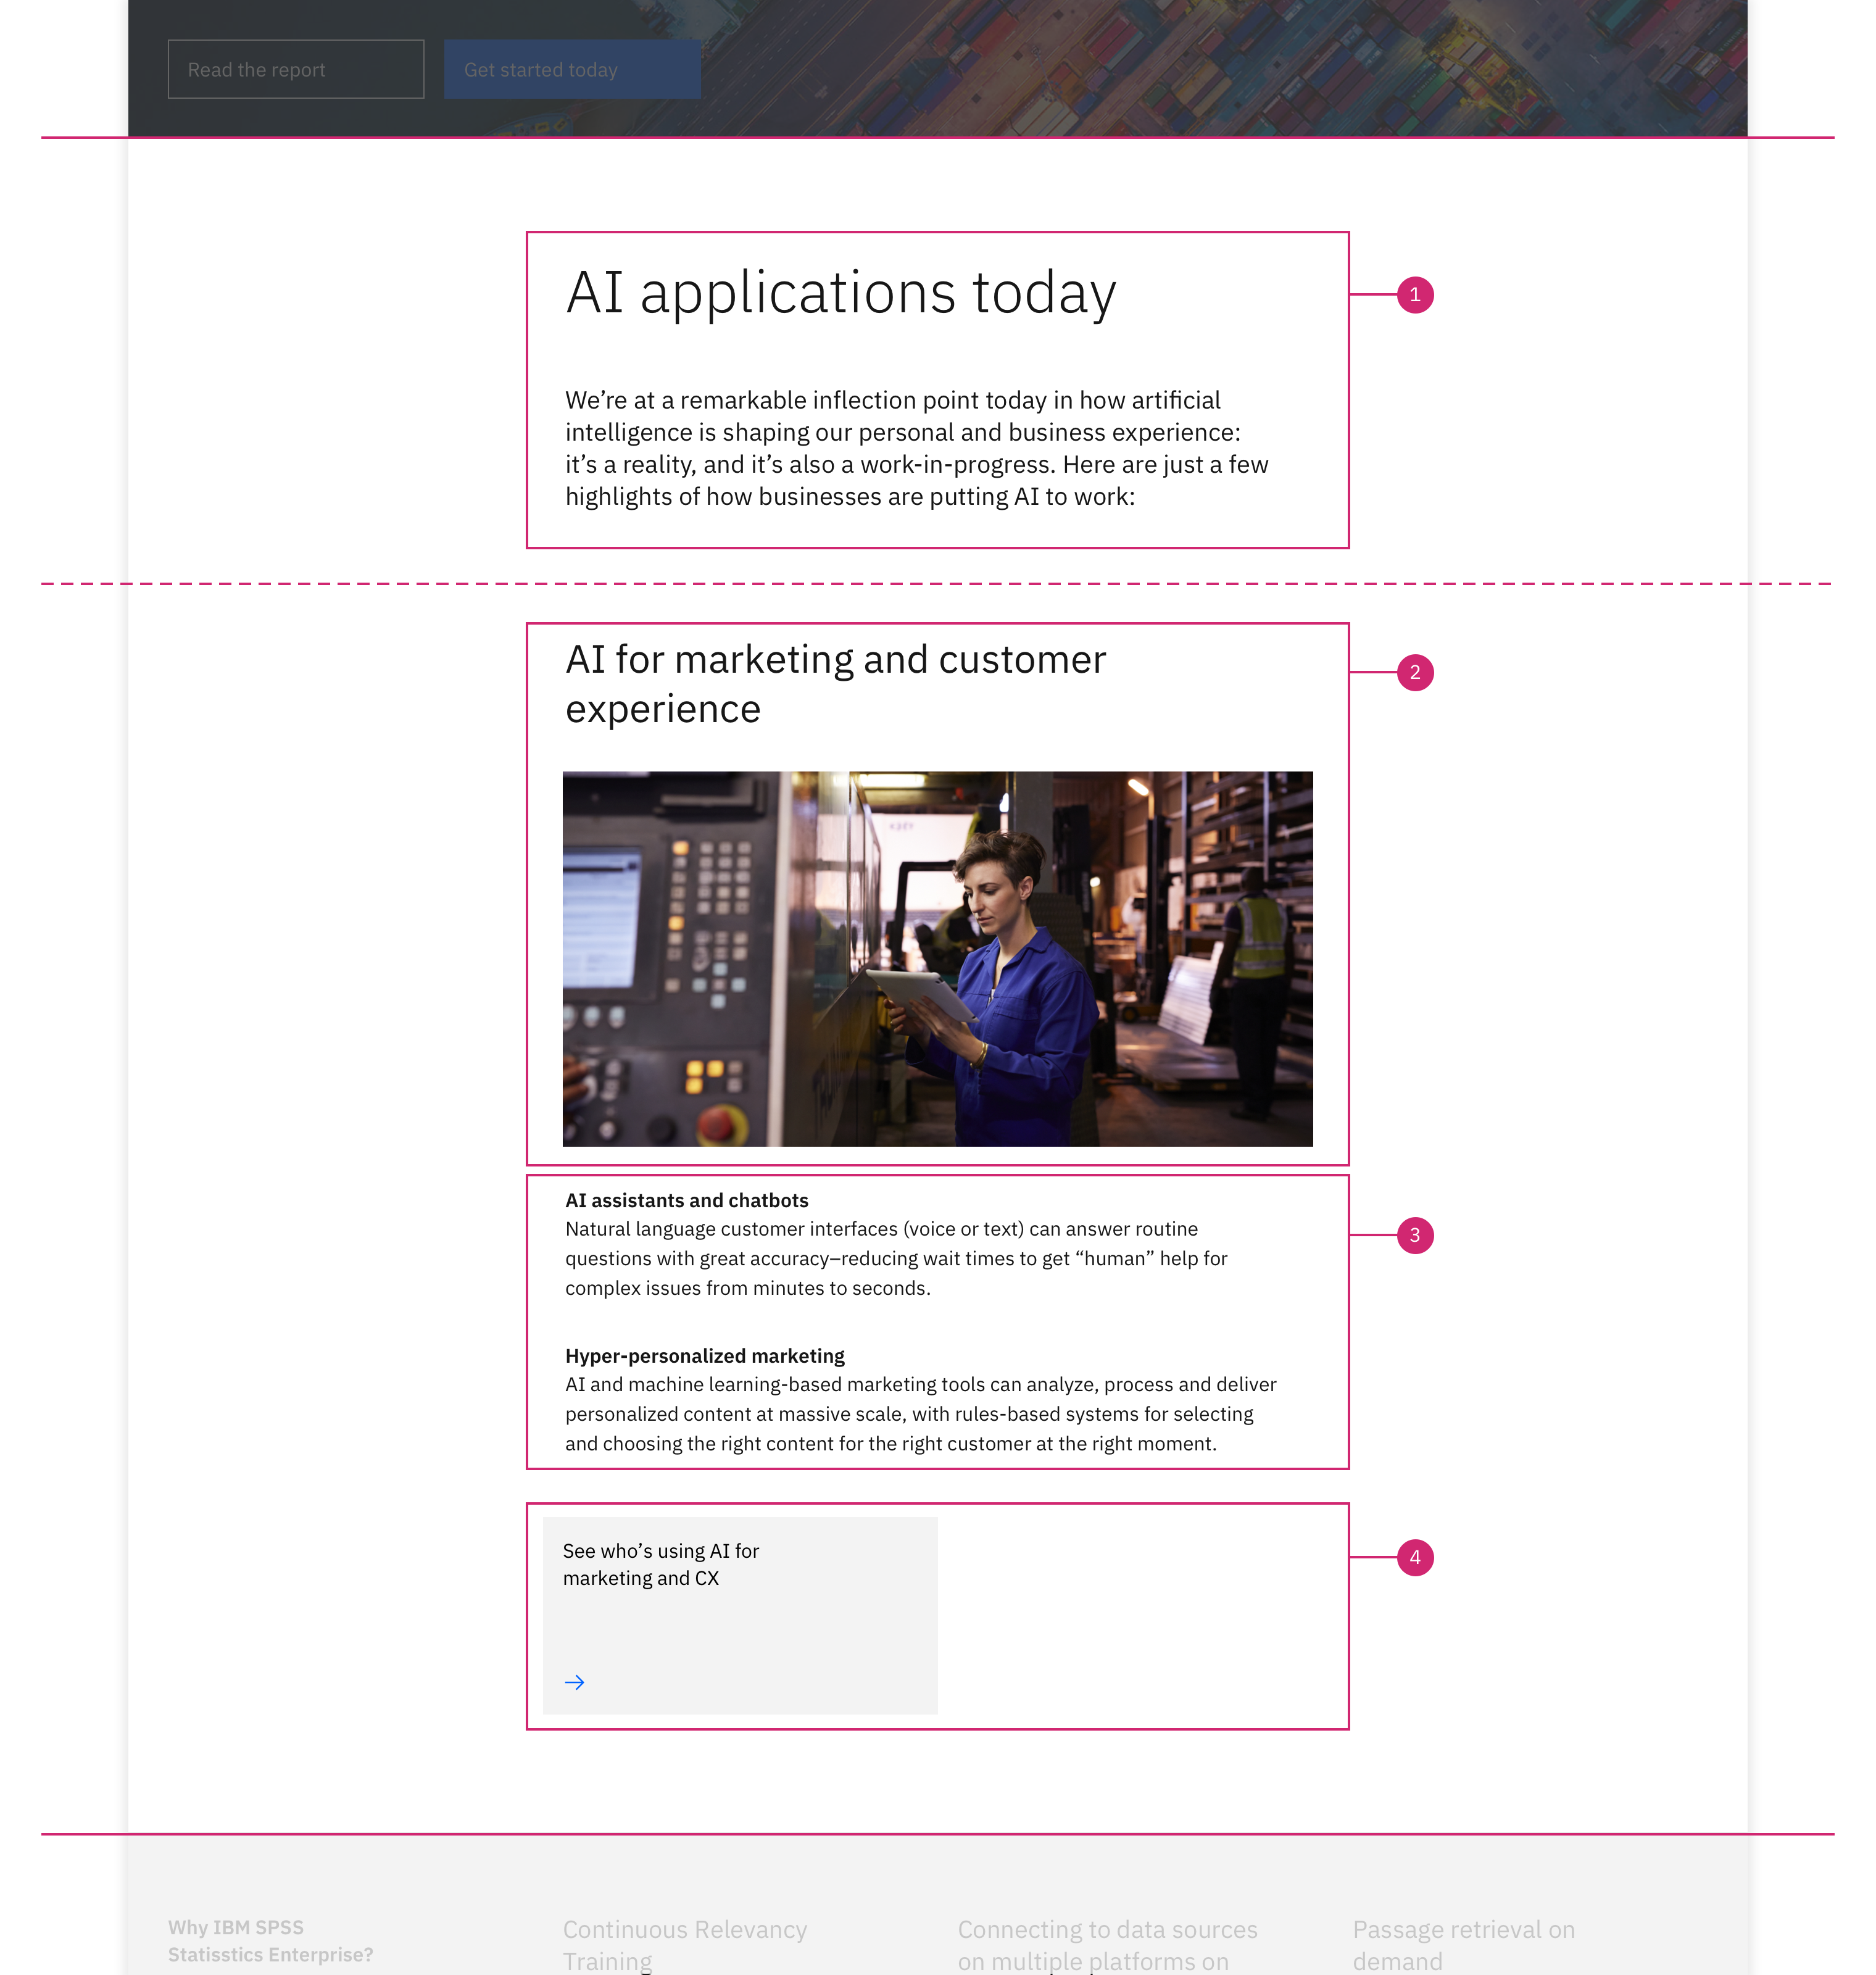 Read the report
Get started today
AI applications today
1
We’re at a remarkable inflection point today in how artificial
intelligence is shaping our personal and business experience:
it’s a reality, and it’s also a work-in-progress. Here are just a few
highlights of how businesses are putting AI to work:
AI for marketing and customer
experience
2
AI assistants and chatbots
Natural language customer interfaces (voice or text) can answer routine
questions with great accuracy–reducing wait times to get “human” help for
complex issues from minutes to seconds.
3
Hyper-personalized marketing
AI and machine learning-based marketing tools can analyze, process and deliver
personalized content at massive scale, with rules-based systems for selecting
and choosing the right content for the right customer at the right moment.
See who’s using AI for
marketing and CX
4
Why IBM SPSS
Statisstics Enterprise?
Continuous Relevancy
Training
Connecting to data sources
on multiple platforms on
Passage retrieval on
demand